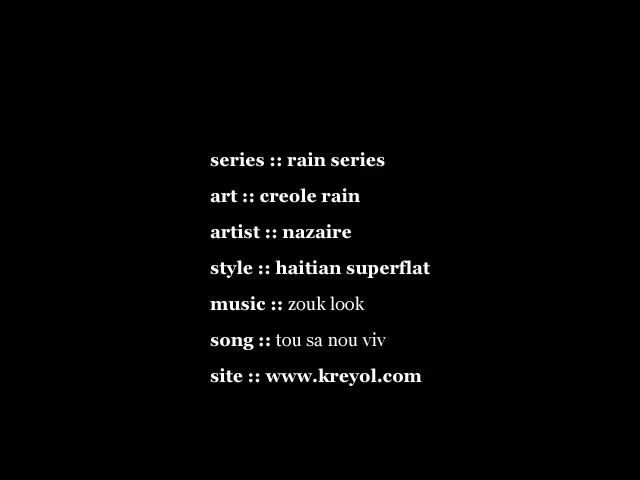 series :: rain series
art :: creole rain
artist :: nazaire
style :: haitian superflat
music :: zouk look
song :: tou sa nou viv
site :: www.kreyol.com